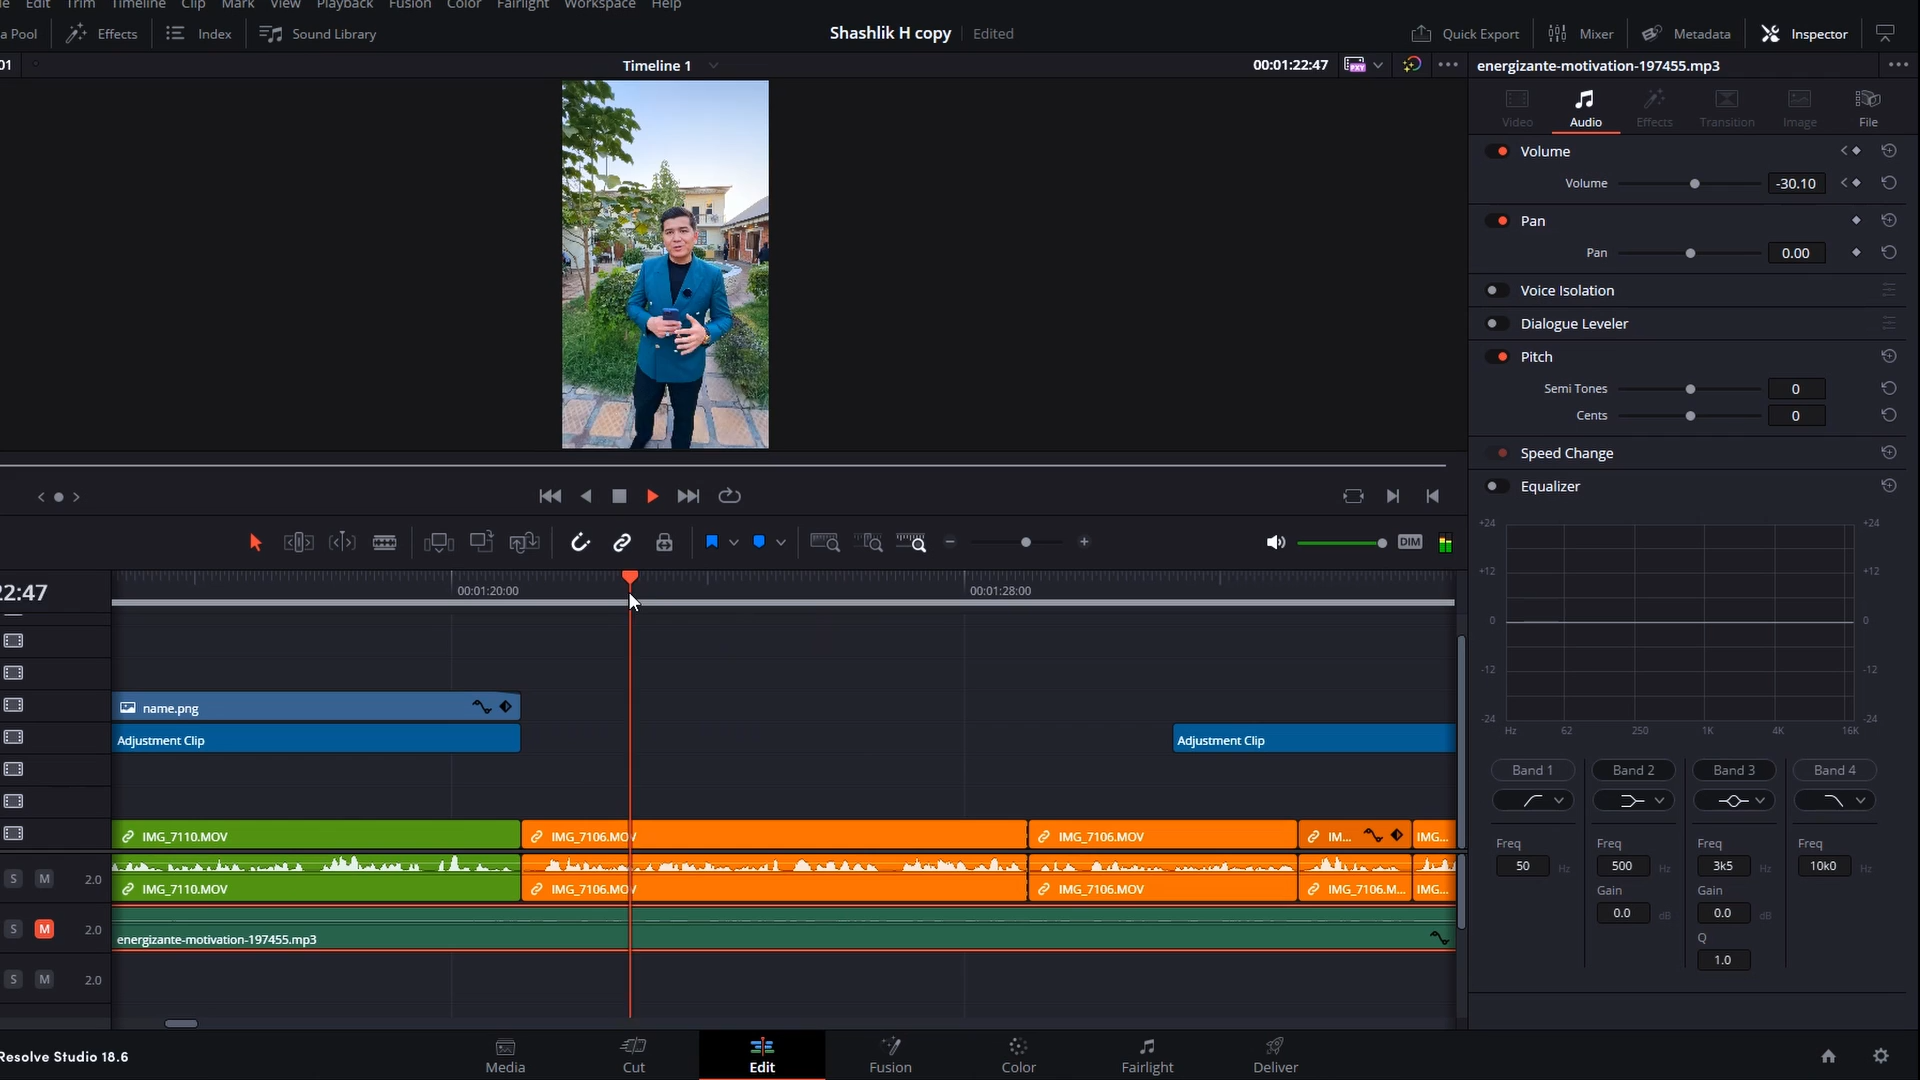 Edit Trim Timeline Clip Mark View Playback Fusion Color Fairlight Workspace Help
a Pool Effects Index Sound Library Shashlik H copy Edited Quick Export Mixer Metadata Inspector
01 Timeline 1 00:01:22:47 energizante-motivation-197455.mp3
Video Audio Effects Transition Image File
Volume
Volume -30.10
Pan
Pan 0.00
Voice Isolation
Dialogue Leveler
Pitch
Semi Tones 0
Cents 0
Speed Change
Equalizer
+24 +24
+12 +12
0 0
-12 -12
-24 -24
Hz 62 250 1K 4K 16K
Band 1 Band 2 Band 3 Band 4
Freq Freq Freq Freq
50 Hz 500 Hz 3k5 Hz 10k0 Hz
Gain Gain
0.0 dB 0.0 dB
Q
1.0
DIM
22:47 00:01:20:00 00:01:28:00
name.png
Adjustment Clip Adjustment Clip
IMG_7110.MOV IMG_7106.MOV IMG_7106.MOV IM... IMG...
S M 2.0 IMG_7110.MOV IMG_7106.MOV IMG_7106.MOV IMG_7106.M... IMG...
S M 2.0 energizante-motivation-197455.mp3
S M 2.0
Resolve Studio 18.6 Media Cut Edit Fusion Color Fairlight Deliver